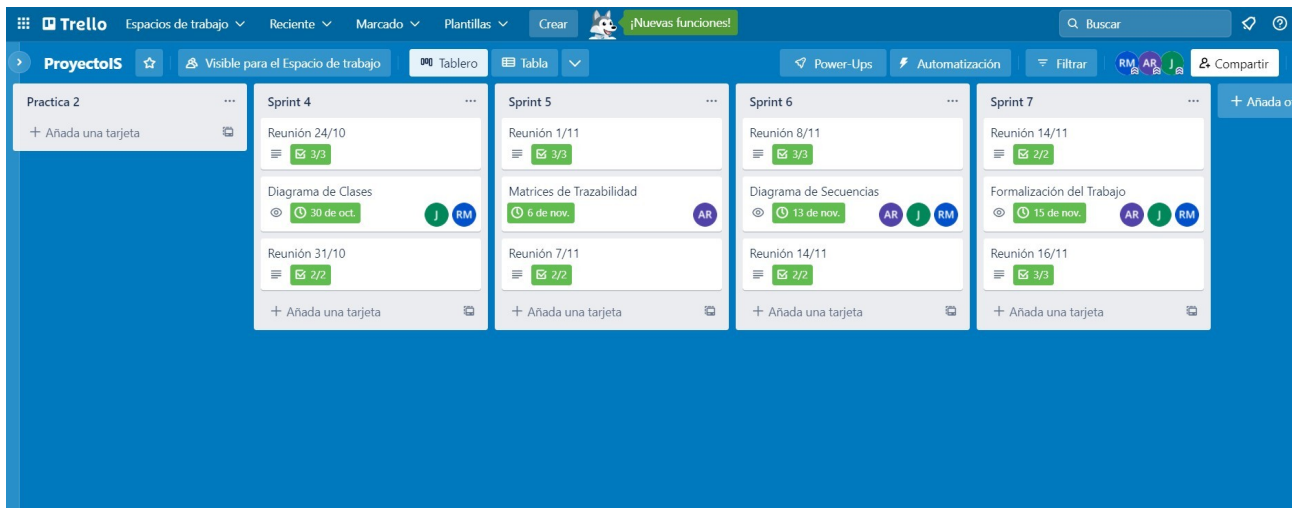 Trello Espacios de trabajo Reciente Marcado Plantillas Crear ¡Nuevas funciones! Buscar
ProyectoIS Visible para el Espacio de trabajo Tablero Tabla Power-Ups Automatización Filtrar RM AR J Compartir
Practica 2
+ Añada una tarjeta
Sprint 4
Reunión 24/10
3/3
Diagrama de Clases
30 de oct.
J RM
Reunión 31/10
2/2
+ Añada una tarjeta
Sprint 5
Reunión 1/11
3/3
Matrices de Trazabilidad
6 de nov.
AR
Reunión 7/11
2/2
+ Añada una tarjeta
Sprint 6
Reunión 8/11
3/3
Diagrama de Secuencias
13 de nov.
AR J RM
Reunión 14/11
2/2
+ Añada una tarjeta
Sprint 7
Reunión 14/11
2/2
Formalización del Trabajo
15 de nov.
AR J RM
Reunión 16/11
3/3
+ Añada una tarjeta
+ Añada o